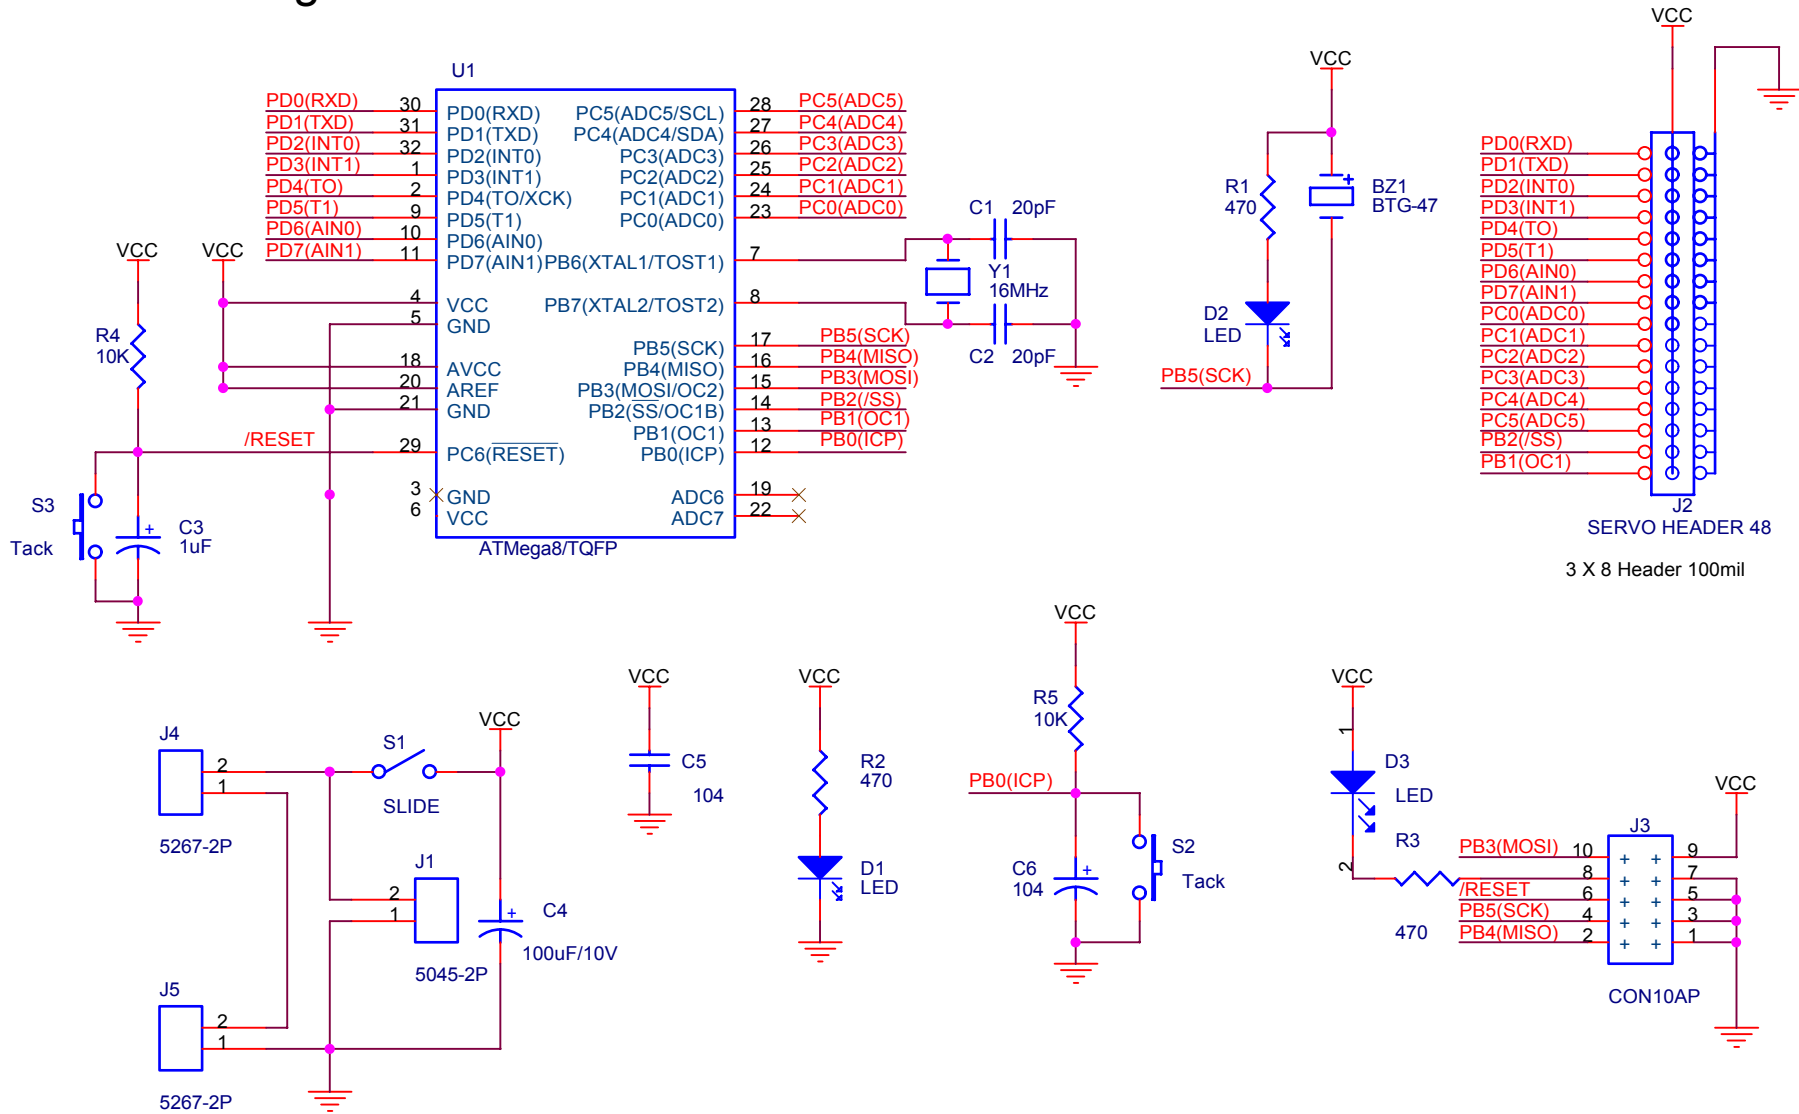 g
U1
PD0(RXD) 30 PD0(RXD) PC5(ADC5/SCL) 28 PC5(ADC5)
PD1(TXD) 31 PD1(TXD) PC4(ADC4/SDA) 27 PC4(ADC4)
PD2(INT0) 32 PD2(INT0) PC3(ADC3) 26 PC3(ADC3)
PD3(INT1) 1 PD3(INT1) PC2(ADC2) 25 PC2(ADC2)
PD4(TO) 2 PD4(TO/XCK) PC1(ADC1) 24 PC1(ADC1)
PD5(T1) 9 PD5(T1) PC0(ADC0) 23 PC0(ADC0)
PD6(AIN0) 10 PD6(AIN0)
PD7(AIN1) 11 PD7(AIN1) PB6(XTAL1/TOST1) 7
PB7(XTAL2/TOST2) 8
4 VCC
5 GND
PB5(SCK) 17 PB5(SCK)
18 AVCC PB4(MISO) 16 PB4(MISO)
20 AREF PB3(MOSI/OC2) 15 PB3(MOSI)
21 GND PB2(SS/OC1B) 14 PB2(/SS)
PB1(OC1) 13 PB1(OC1)
/RESET 29 PC6(RESET) PB0(ICP) 12 PB0(ICP)
3 GND ADC6 19
6 VCC ADC7 22
ATMega8/TQFP
VCC
VCC
R4
10K
S3
Tack
C3
1uF
C1 20pF
Y1
16MHz
C2 20pF
VCC
R1
470
BZ1
BTG-47
D2
LED
PB5(SCK)
VCC
PD0(RXD)
PD1(TXD)
PD2(INT0)
PD3(INT1)
PD4(TO)
PD5(T1)
PD6(AIN0)
PD7(AIN1)
PC0(ADC0)
PC1(ADC1)
PC2(ADC2)
PC3(ADC3)
PC4(ADC4)
PC5(ADC5)
PB2(/SS)
PB1(OC1)
J2
SERVO HEADER 48
3 X 8 Header 100mil
J4
2
1
5267-2P
S1
SLIDE
VCC
J1
2
1
5045-2P
C4
100uF/10V
J5
2
1
5267-2P
VCC
C5
104
VCC
R2
470
D1
LED
VCC
R5
10K
PB0(ICP)
C6
104
S2
Tack
VCC
1
D3
LED
2
R3
470
VCC
J3
PB3(MOSI) 10 9
8 7
/RESET 6 5
PB5(SCK) 4 3
PB4(MISO) 2 1
CON10AP